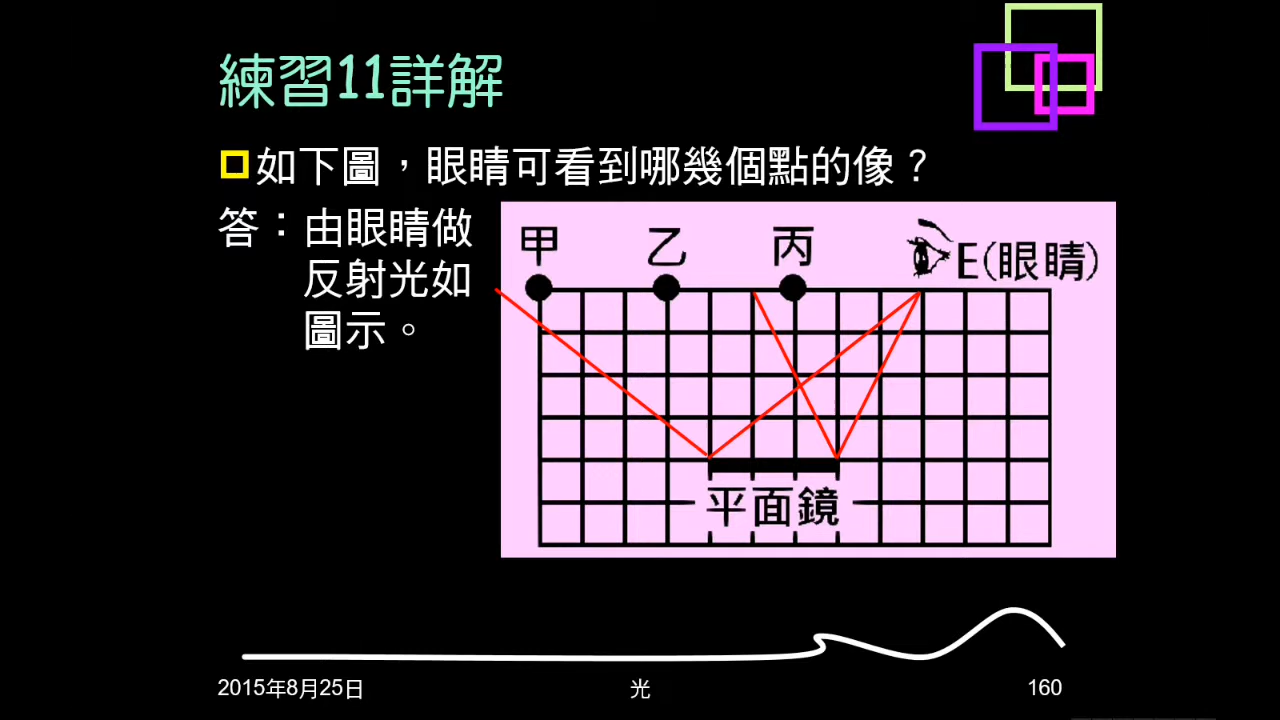 練習11詳解
如下圖，眼睛可看到哪幾個點的像？
答：由眼睛做
反射光如
圖示。
甲 乙 丙 E(眼睛)
平面鏡
2015年8月25日 光 160